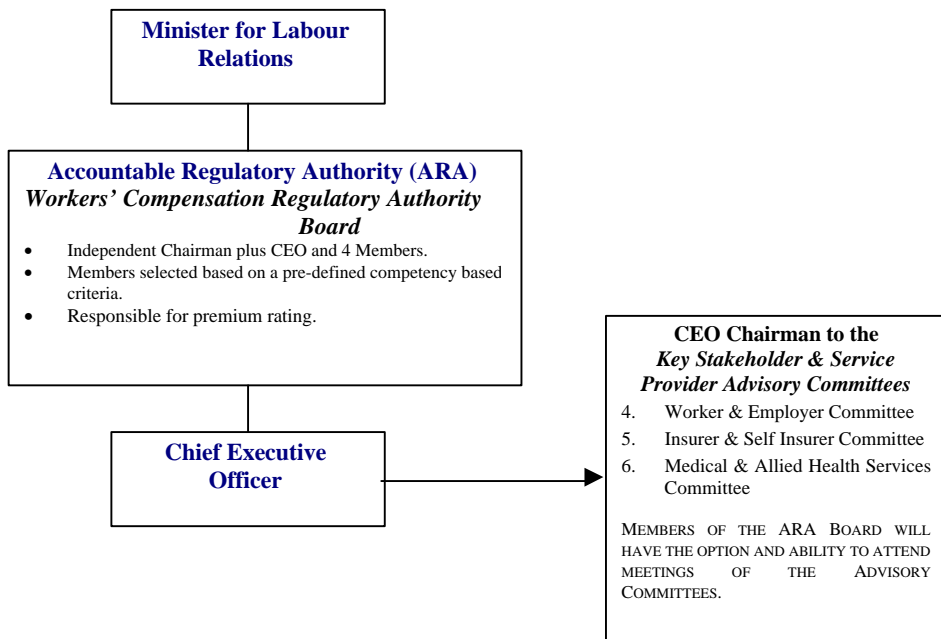 Minister for Labour
Relations
Accountable Regulatory Authority (ARA)
Workers’ Compensation Regulatory Authority
Board
• Independent Chairman plus CEO and 4 Members.
• Members selected based on a pre-defined competency based
criteria.
• Responsible for premium rating.
CEO Chairman to the
Key Stakeholder & Service
Provider Advisory Committees
4. Worker & Employer Committee
5. Insurer & Self Insurer Committee
6. Medical & Allied Health Services
Committee
MEMBERS OF THE ARA BOARD WILL
HAVE THE OPTION AND ABILITY TO ATTEND
MEETINGS OF THE ADVISORY
COMMITTEES.
Chief Executive
Officer